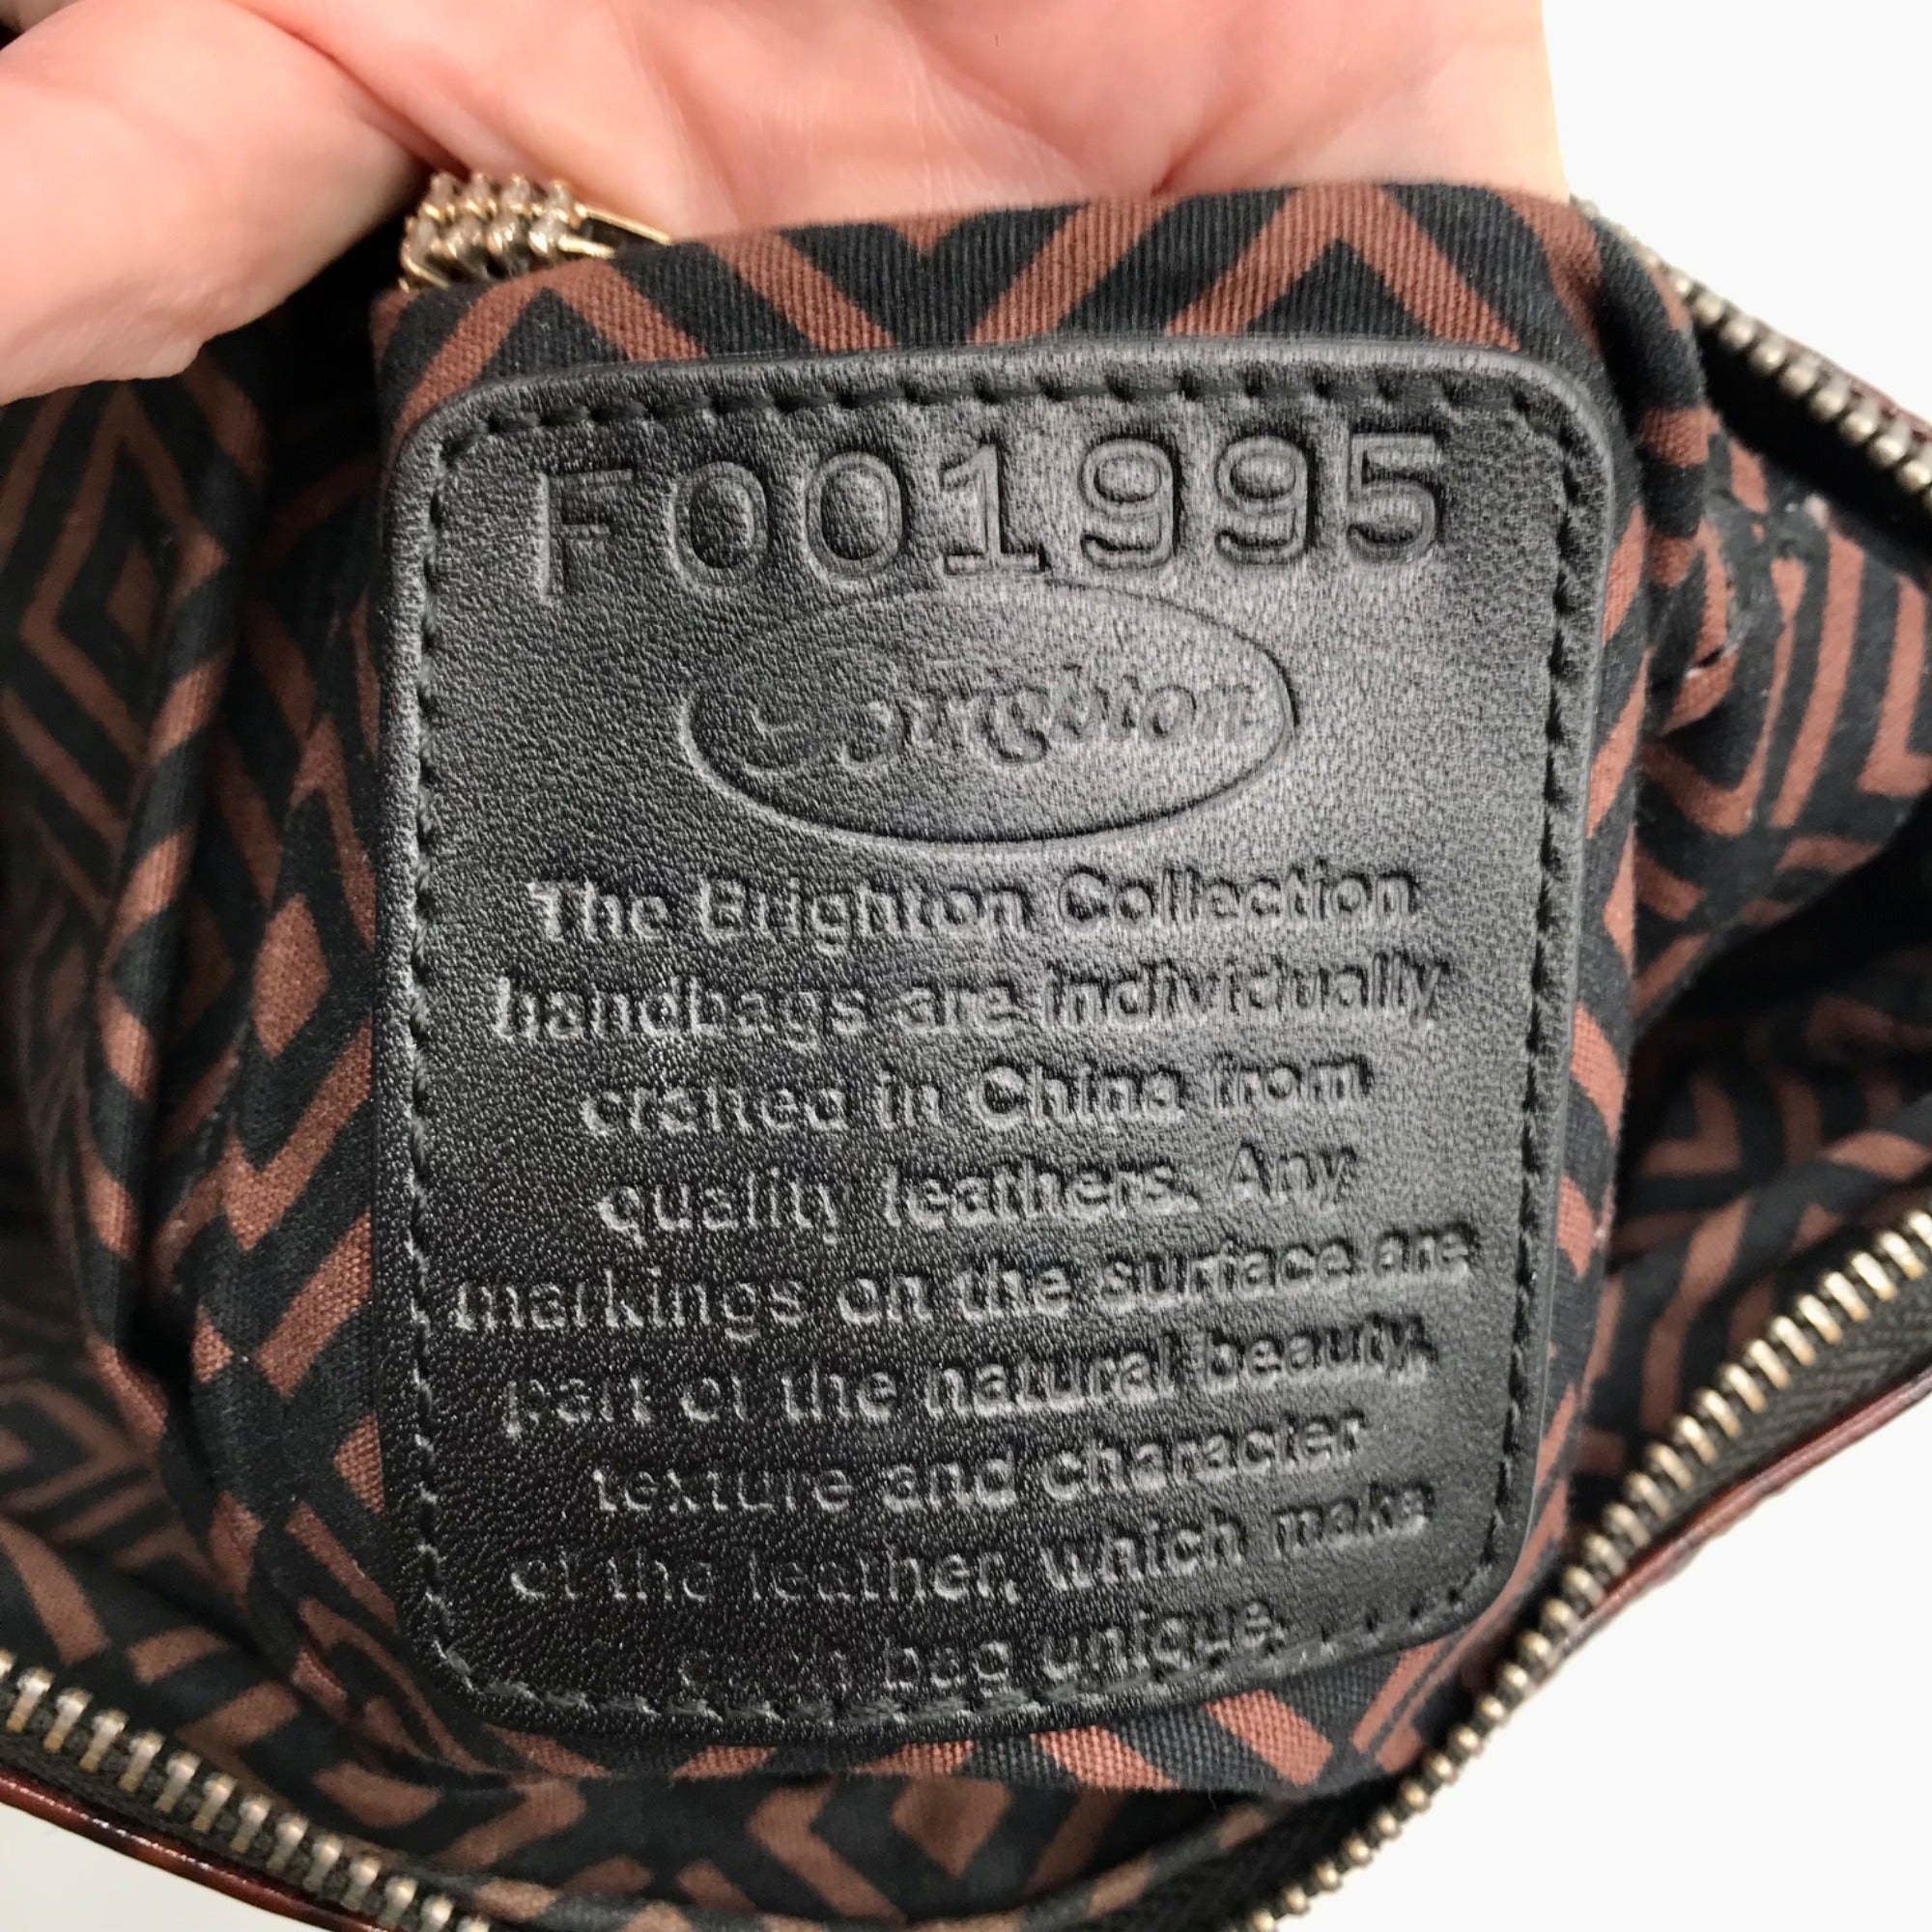 F001995
Brighton
The Brighton Collection
handbags are individually
crafted in China from
quality leathers. Any
markings on the surface are
part of the natural beauty,
texture and character
of the leather, which make
each bag unique.